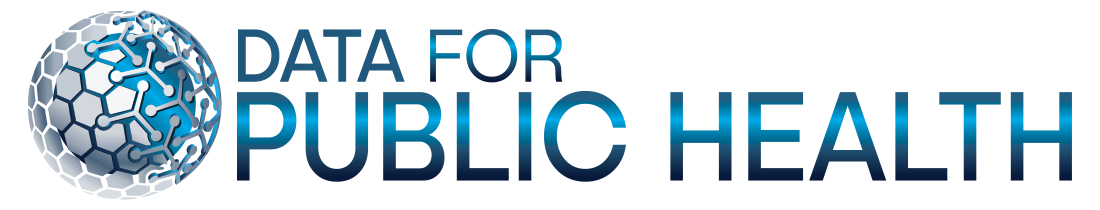 DATA FOR
PUBLIC HEALTH